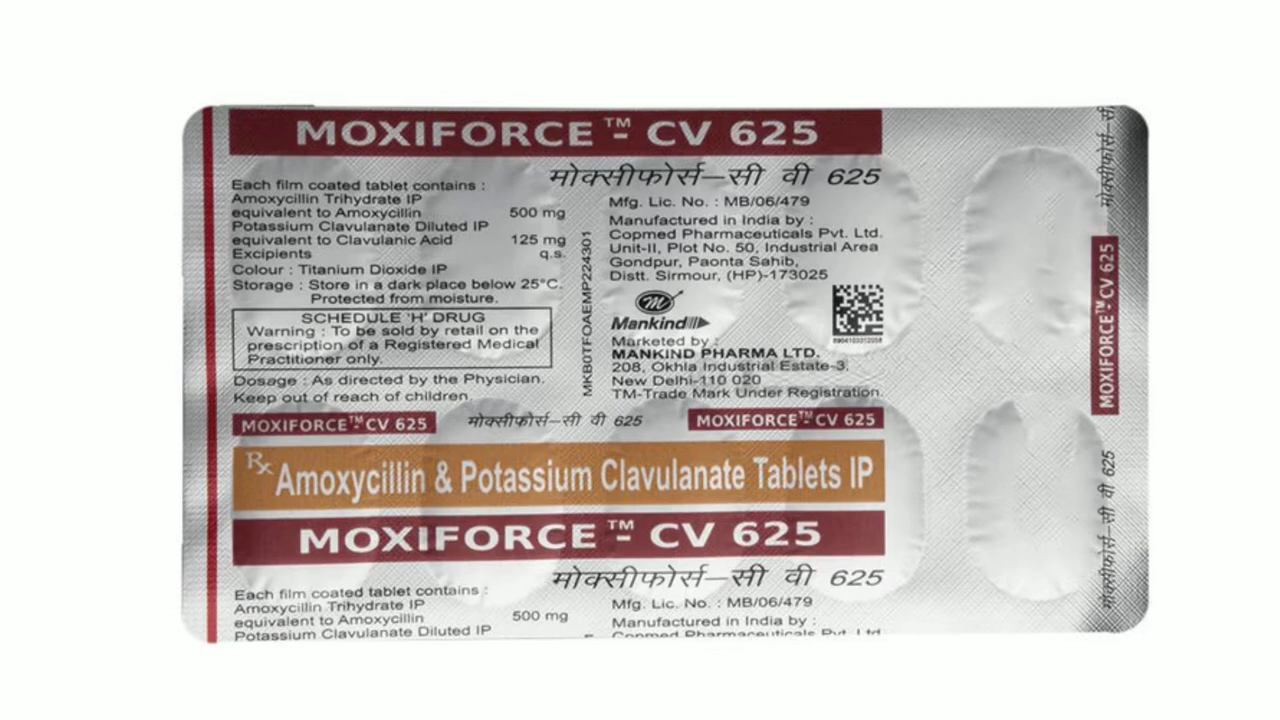 MOXIFORCE™- CV 625
मोक्सीफोर्स–सी वी 625
Each film coated tablet contains :
Amoxycillin Trihydrate IP
equivalent to Amoxycillin 500 mg
Potassium Clavulanate Diluted IP
equivalent to Clavulanic Acid 125 mg
Excipients q.s.
Colour : Titanium Dioxide IP
Storage : Store in a dark place below 25°C.
Protected from moisture.
SCHEDULE 'H' DRUG
Warning : To be sold by retail on the
prescription of a Registered Medical
Practitioner only.
Dosage : As directed by the Physician.
Keep out of reach of children.
MKB0TFOAEMP224301
Mfg. Lic. No. : MB/06/479
Manufactured in India by :
Copmed Pharmaceuticals Pvt. Ltd.
Unit-II, Plot No. 50, Industrial Area
Gondpur, Paonta Sahib,
Distt. Sirmour, (HP)-173025
Mankind
Marketed by :
MANKIND PHARMA LTD.
208, Okhla Industrial Estate-3,
New Delhi-110 020
TM-Trade Mark Under Registration.
MOXIFORCE™-CV 625 मोक्सीफोर्स–सी वी 625 MOXIFORCE™-CV 625
Rx Amoxycillin & Potassium Clavulanate Tablets IP
MOXIFORCE™- CV 625
मोक्सीफोर्स–सी वी 625
Each film coated tablet contains :
Amoxycillin Trihydrate IP
equivalent to Amoxycillin 500 mg
Potassium Clavulanate Diluted IP
Mfg. Lic. No. : MB/06/479
Manufactured in India by :
Copmed Pharmaceuticals Pvt. Ltd
मोक्सीफोर्स–सी
MOXIFORCE™-CV 625
मोक्सीफोर्स–सी वी 625